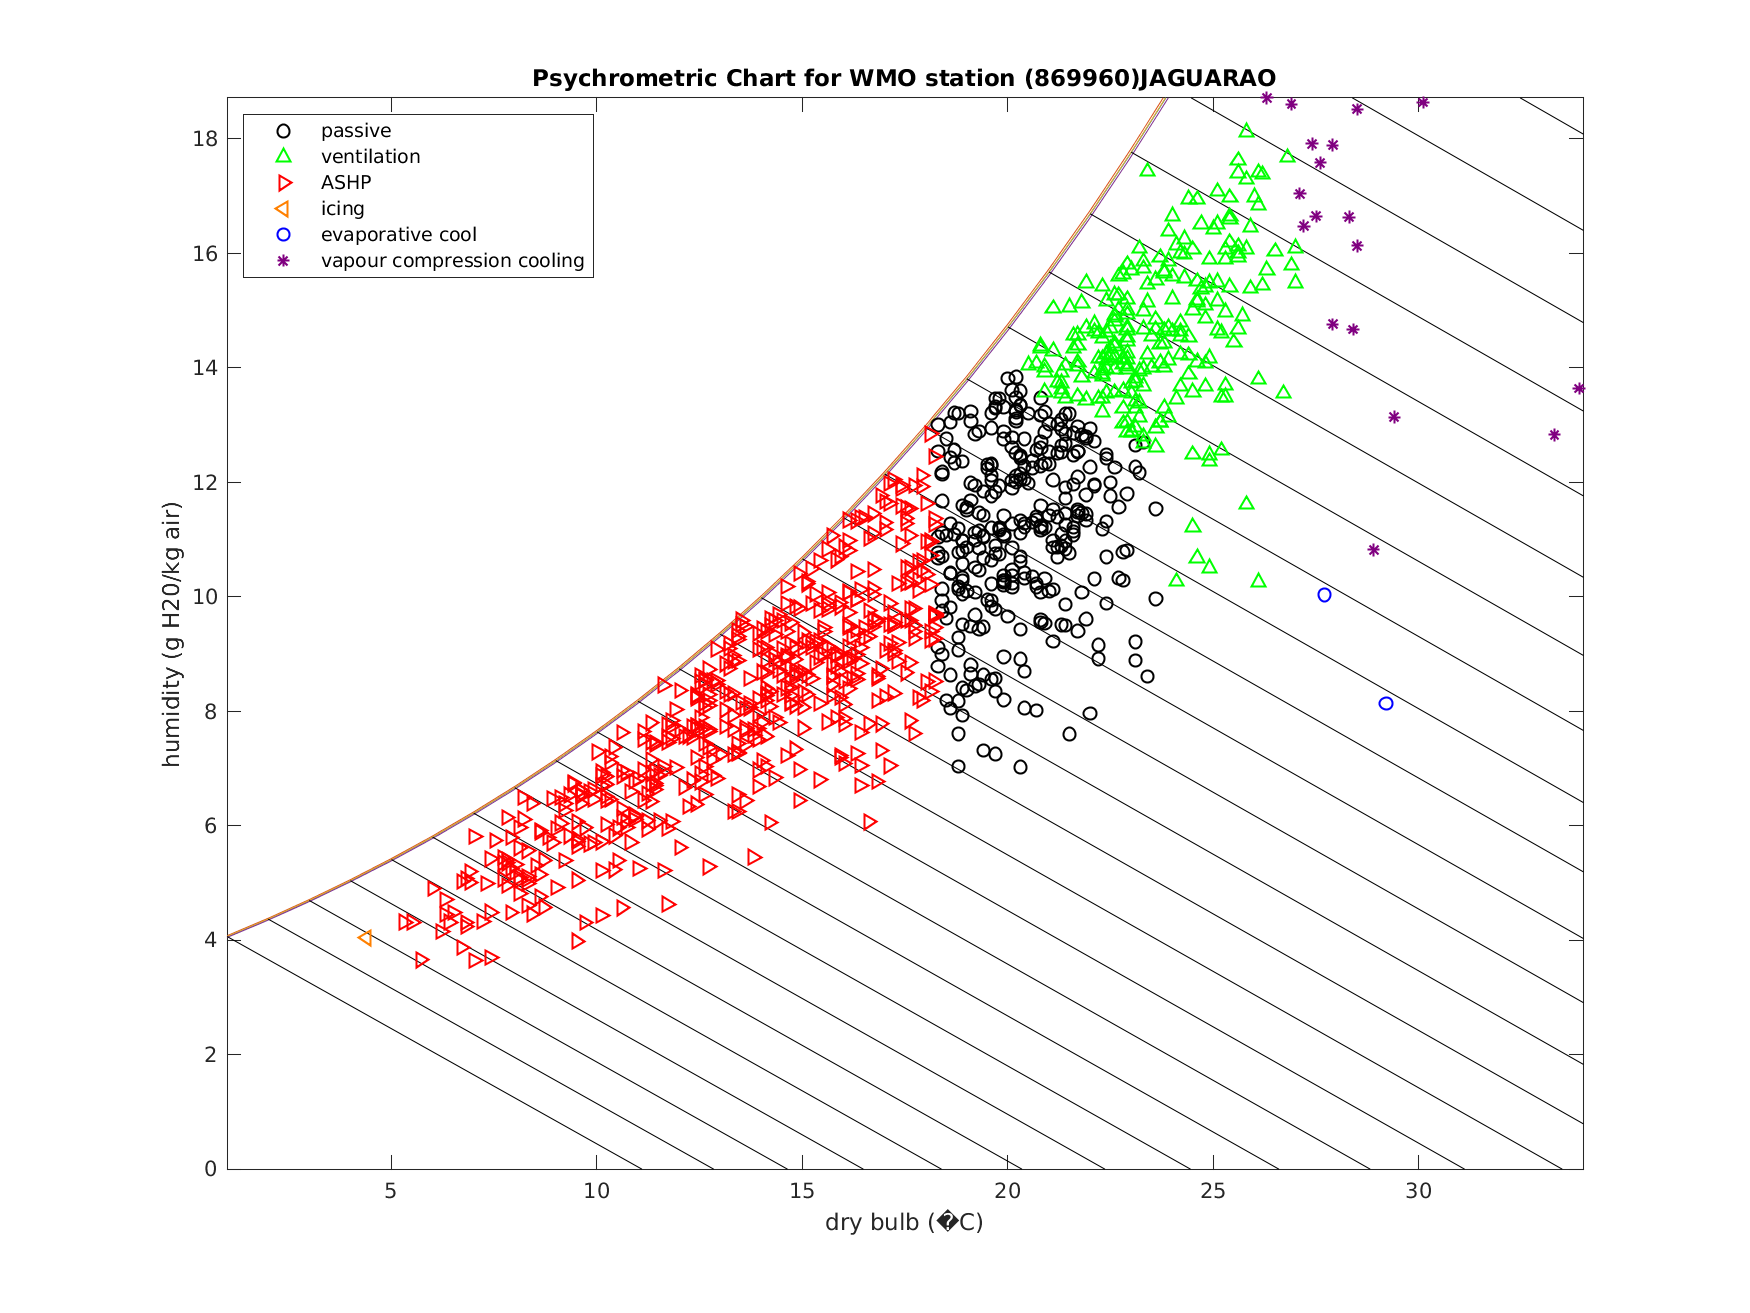 Psychrometric Chart for WMO station (869960)JAGUARAO
passive
ventilation
ASHP
icing
evaporative cool
vapour compression cooling
humidity (g H20/kg air)
18
16
14
12
10
8
6
4
2
0
5 10 15 20 25 30
dry bulb (�C)